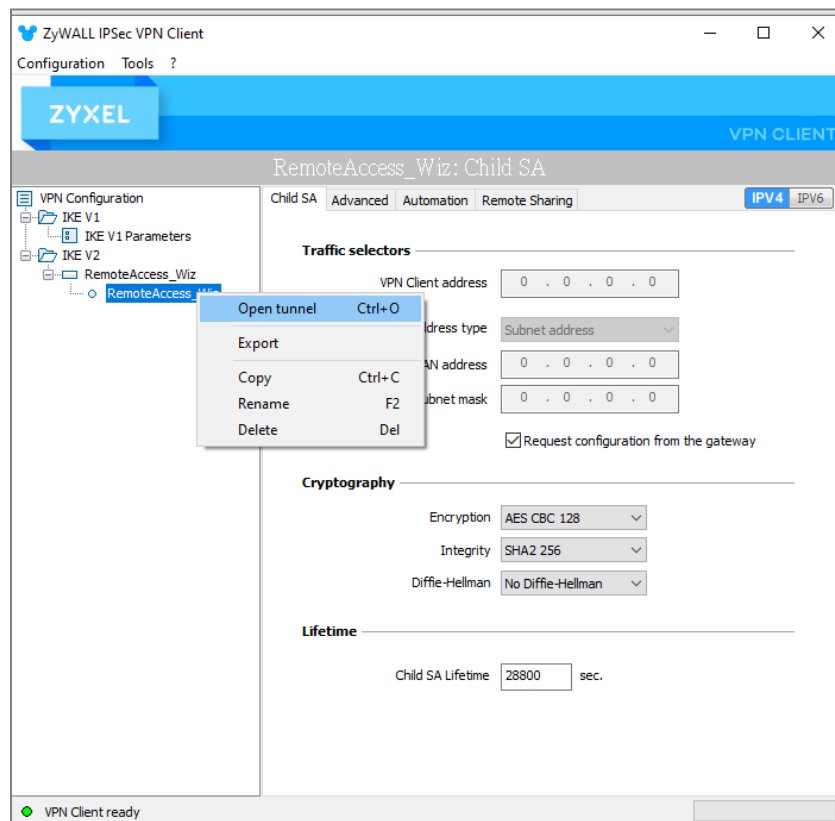 ZyWALL IPSec VPN Client
Configuration Tools ?
ZYXEL
VPN CLIENT
RemoteAccess_Wiz: Child SA
VPN Configuration
IKE V1
IKE V1 Parameters
IKE V2
RemoteAccess_Wiz
RemoteAccess_Wiz
Open tunnel Ctrl+O
Export
Copy Ctrl+C
Rename F2
Delete Del
Child SA Advanced Automation Remote Sharing IPV4 IPV6
Traffic selectors
VPN Client address 0 . 0 . 0 . 0
dress type Subnet address
AN address 0 . 0 . 0 . 0
ubnet mask 0 . 0 . 0 . 0
Request configuration from the gateway
Cryptography
Encryption AES CBC 128
Integrity SHA2 256
Diffie-Hellman No Diffie-Hellman
Lifetime
Child SA Lifetime 28800 sec.
VPN Client ready